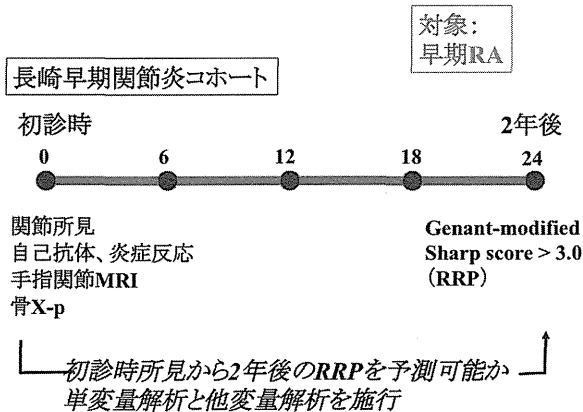 対象：
早期RA
長崎早期関節炎コホート
初診時
2年後
0 6 12 18 24
関節所見
自己抗体、炎症反応
手指関節MRI
骨X-p
Genant-modified
Sharp score > 3.0
（RRP）
初診時所見から2年後のRRPを予測可能か
単変量解析と他変量解析を施行